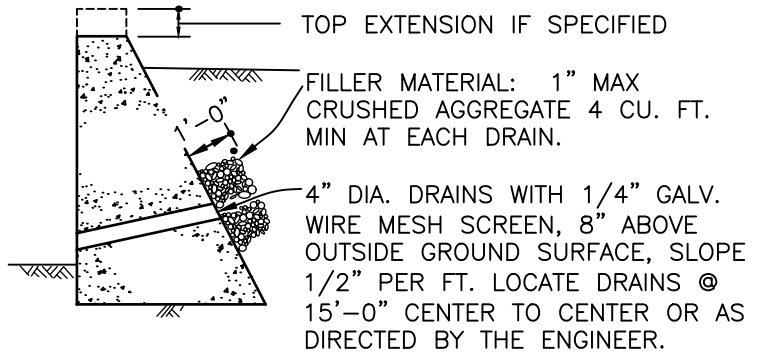 TOP EXTENSION IF SPECIFIED
FILLER MATERIAL: 1" MAX
CRUSHED AGGREGATE 4 CU. FT.
MIN AT EACH DRAIN.
1'-0"
4" DIA. DRAINS WITH 1/4" GALV.
WIRE MESH SCREEN, 8" ABOVE
OUTSIDE GROUND SURFACE, SLOPE
1/2" PER FT. LOCATE DRAINS @
15'-0" CENTER TO CENTER OR AS
DIRECTED BY THE ENGINEER.